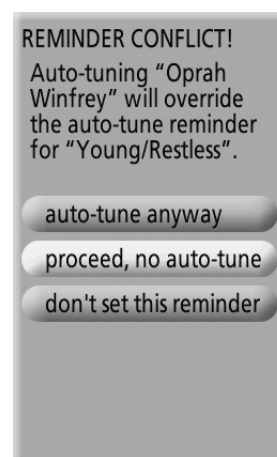 REMINDER CONFLICT!
Auto-tuning “Oprah
Winfrey” will override
the auto-tune reminder
for “Young/Restless”.
auto-tune anyway
proceed, no auto-tune
don't set this reminder